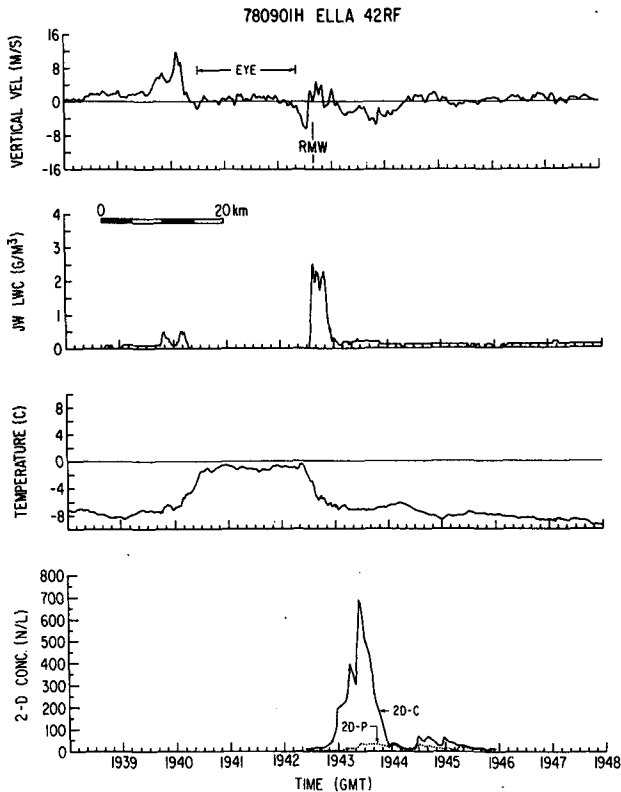 780901H ELLA 42RF
VERTICAL VEL (M/S)
16
8
0
-8
-16
EYE
RMW
JW LWC (G/M³)
4
3
2
1
0
0 20 km
TEMPERATURE (C)
8
4
0
-4
-8
2-D CONC. (N/L)
800
700
600
500
400
300
200
100
0
2D-C
2D-P
1939 1940 1941 1942 1943 1944 1945 1946 1947 1948
TIME (GMT)